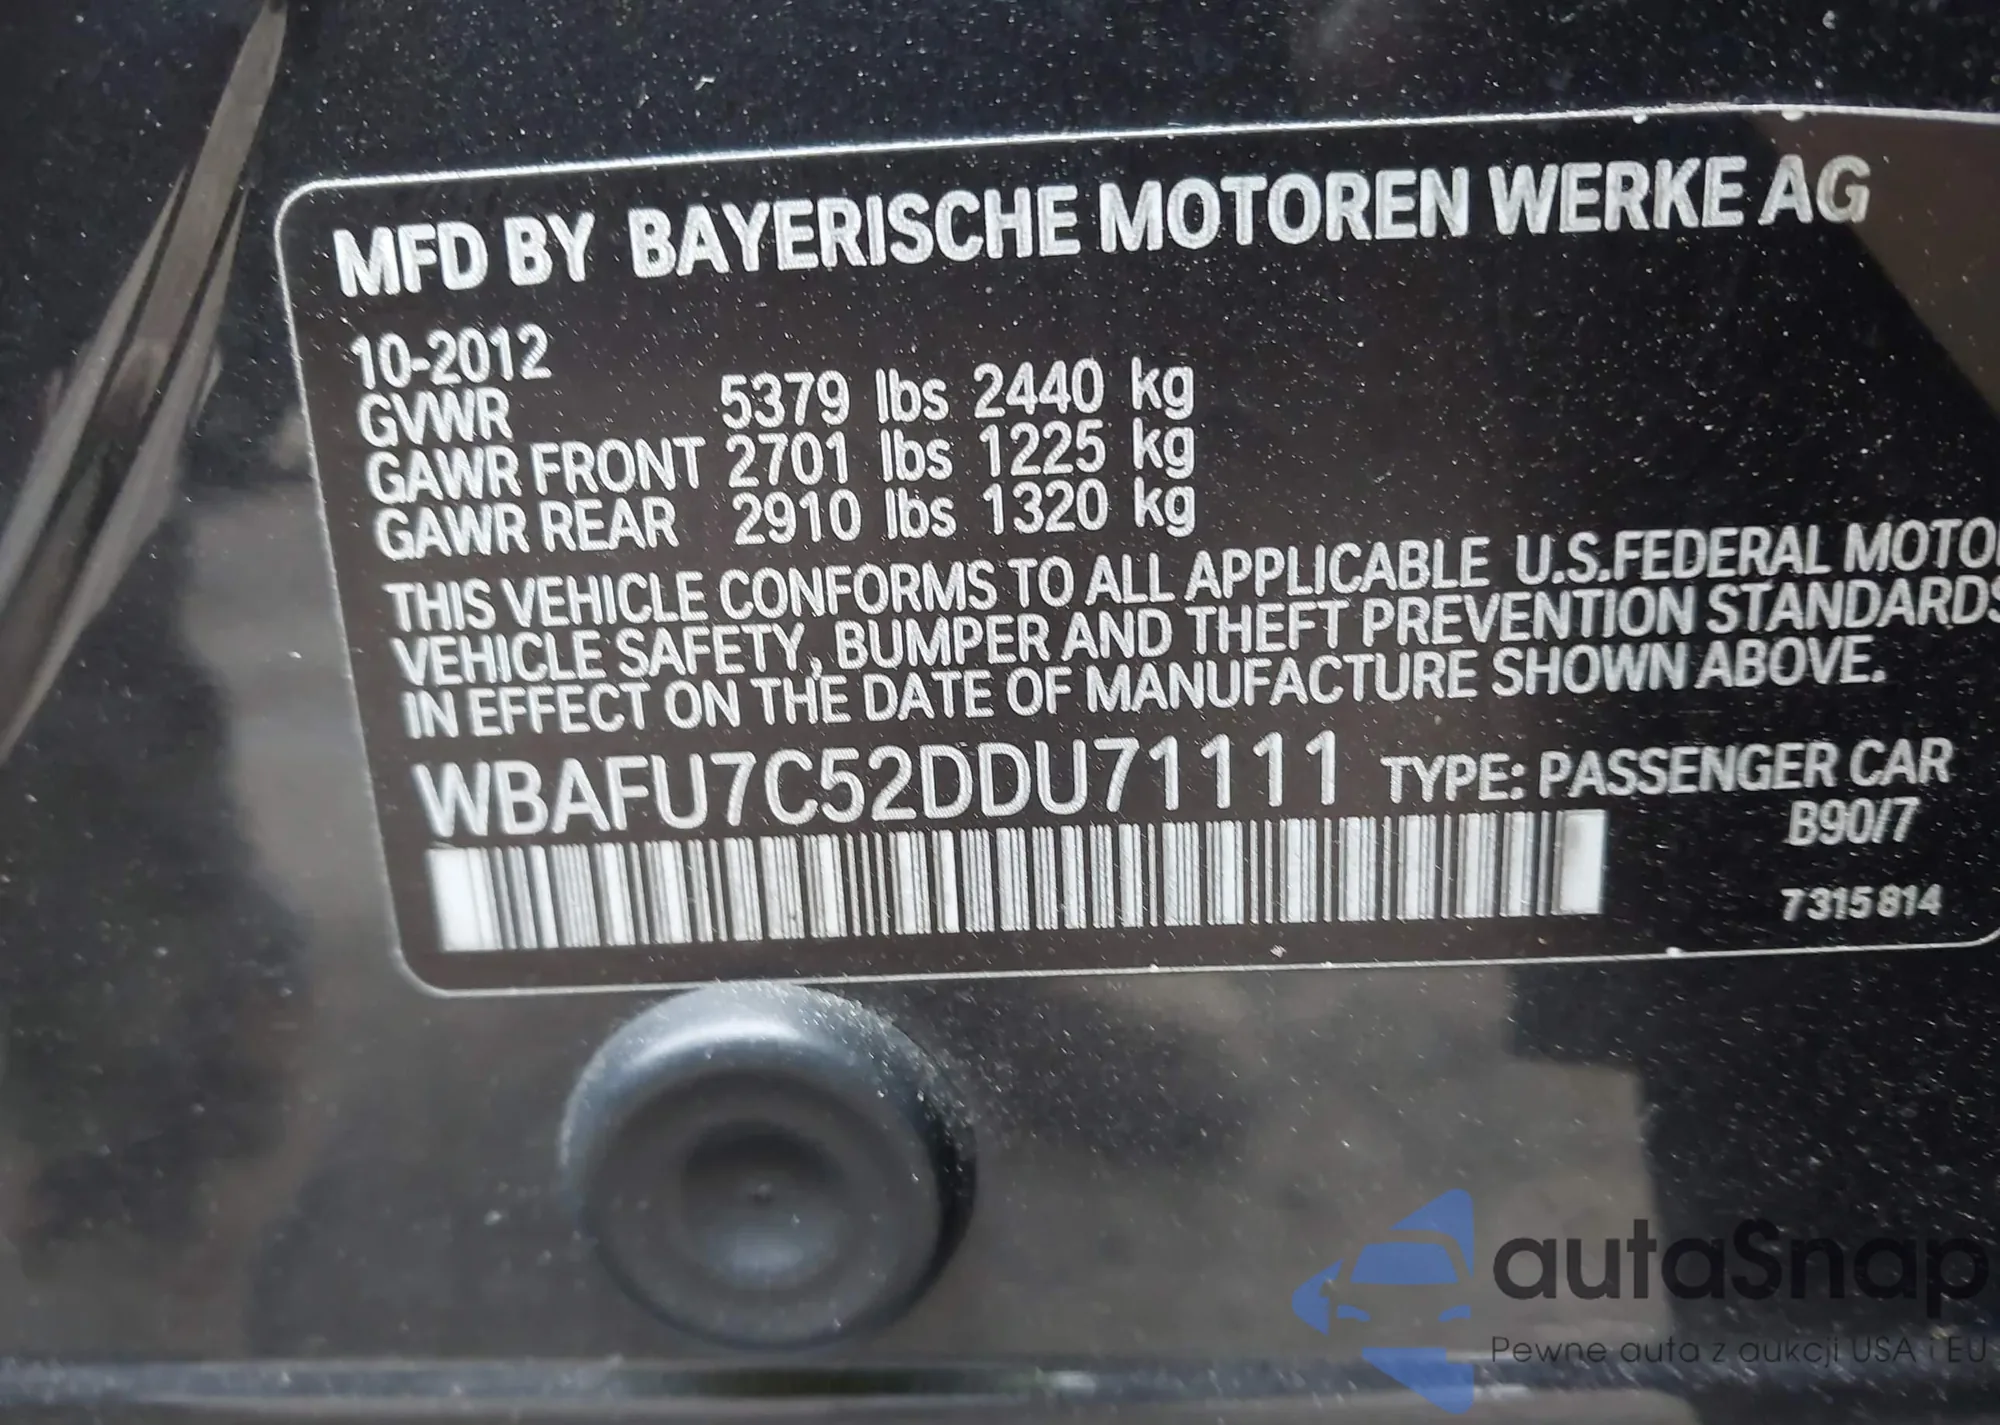 MFD BY BAYERISCHE MOTOREN WERKE AG
10-2012
GVWR 5379 lbs 2440 kg
GAWR FRONT 2701 lbs 1225 kg
GAWR REAR 2910 lbs 1320 kg
THIS VEHICLE CONFORMS TO ALL APPLICABLE U.S.FEDERAL MOTO
VEHICLE SAFETY, BUMPER AND THEFT PREVENTION STANDARDS
IN EFFECT ON THE DATE OF MANUFACTURE SHOWN ABOVE.
WBAFU7C52DDU71111 TYPE: PASSENGER CAR
B90/7
7315814
autaSnap
Pewne auta z aukcji USA i EU